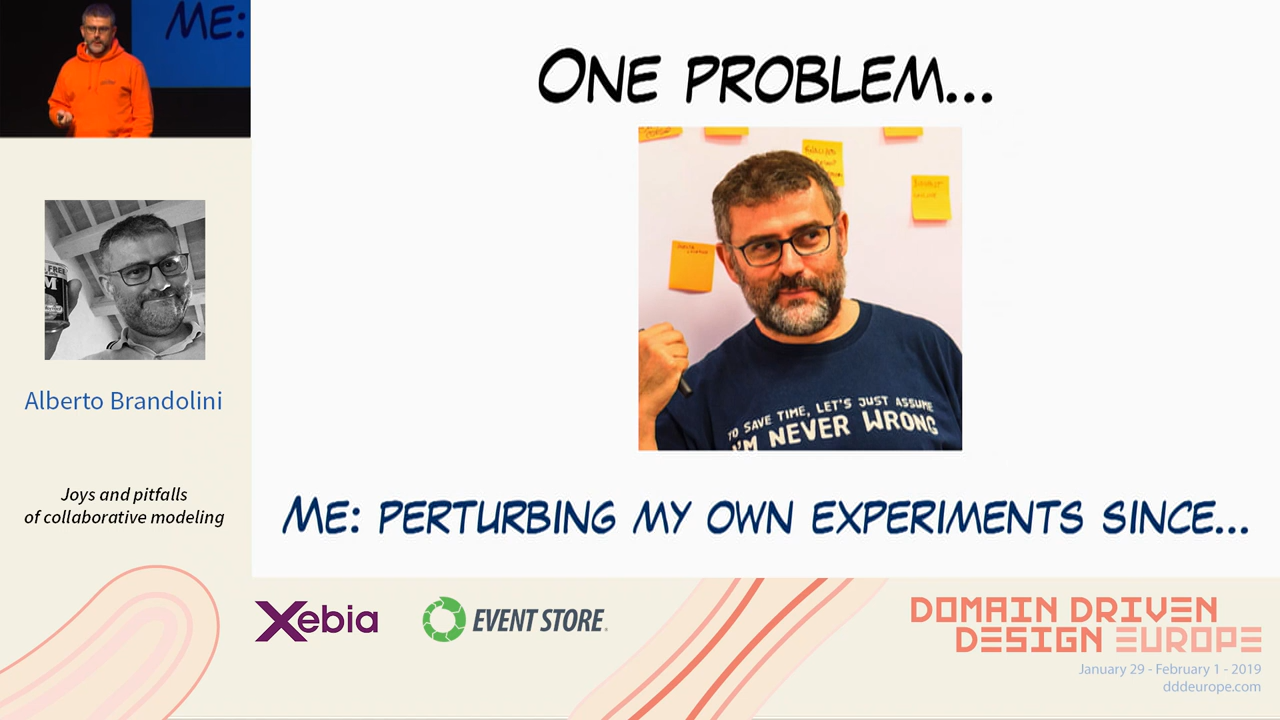 ME:
ONE PROBLEM...
TO SAVE TIME, LET'S JUST ASSUME
I'M NEVER WRONG
FREE
M
Alberto Brandolini
Joys and pitfalls
of collaborative modeling
ME: PERTURBING MY OWN EXPERIMENTS SINCE...
Xebia
EVENT STORE
DOMAIN DRIVEN
DESIGN EUROPE
January 29 - February 1 - 2019
dddeurope.com